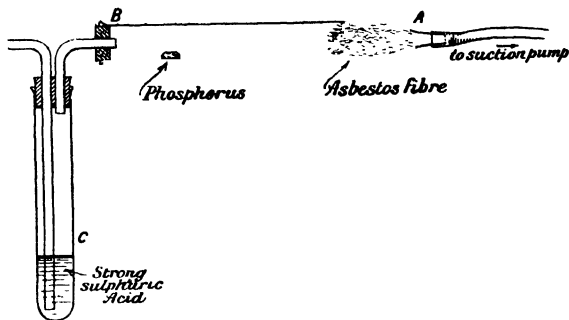 B
A
to suction pump
Phosphorus
Asbestos fibre
C
Strong
sulphuric
Acid